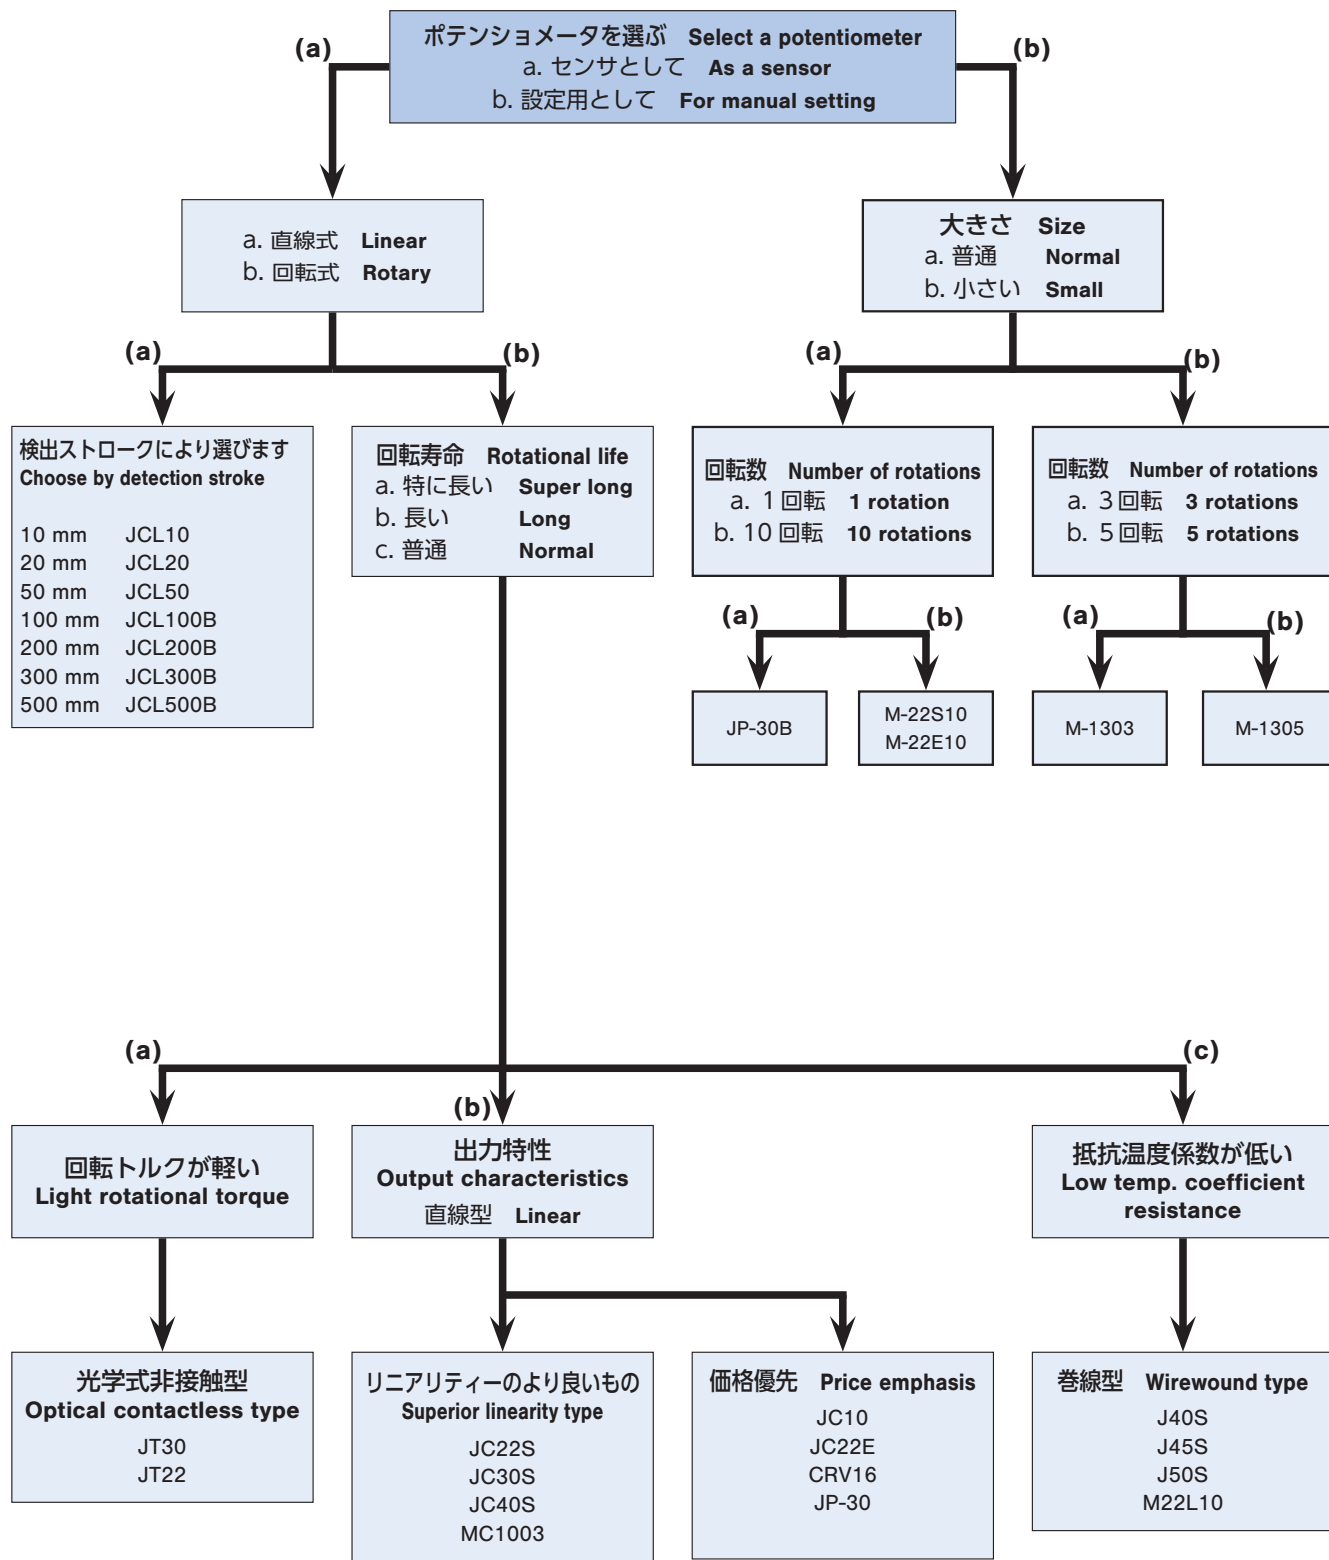 ポテンショメータを選ぶ Select a potentiometer
a. センサとして As a sensor
b. 設定用として For manual setting
(a)
(b)
a. 直線式 Linear
b. 回転式 Rotary
大きさ Size
a. 普通 Normal
b. 小さい Small
(a)
(b)
(a)
(b)
検出ストロークにより選びます
Choose by detection stroke
10 mm JCL10
20 mm JCL20
50 mm JCL50
100 mm JCL100B
200 mm JCL200B
300 mm JCL300B
500 mm JCL500B
回転寿命 Rotational life
a. 特に長い Super long
b. 長い Long
c. 普通 Normal
回転数 Number of rotations
a. 1 回転 1 rotation
b. 10 回転 10 rotations
回転数 Number of rotations
a. 3 回転 3 rotations
b. 5 回転 5 rotations
(a)
(b)
(a)
(b)
JP-30B
M-22S10
M-22E10
M-1303
M-1305
(a)
(b)
(c)
回転トルクが軽い
Light rotational torque
出力特性
Output characteristics
直線型 Linear
抵抗温度係数が低い
Low temp. coefficient
resistance
光学式非接触型
Optical contactless type
JT30
JT22
リニアリティーのより良いもの
Superior linearity type
JC22S
JC30S
JC40S
MC1003
価格優先 Price emphasis
JC10
JC22E
CRV16
JP-30
巻線型 Wirewound type
J40S
J45S
J50S
M22L10